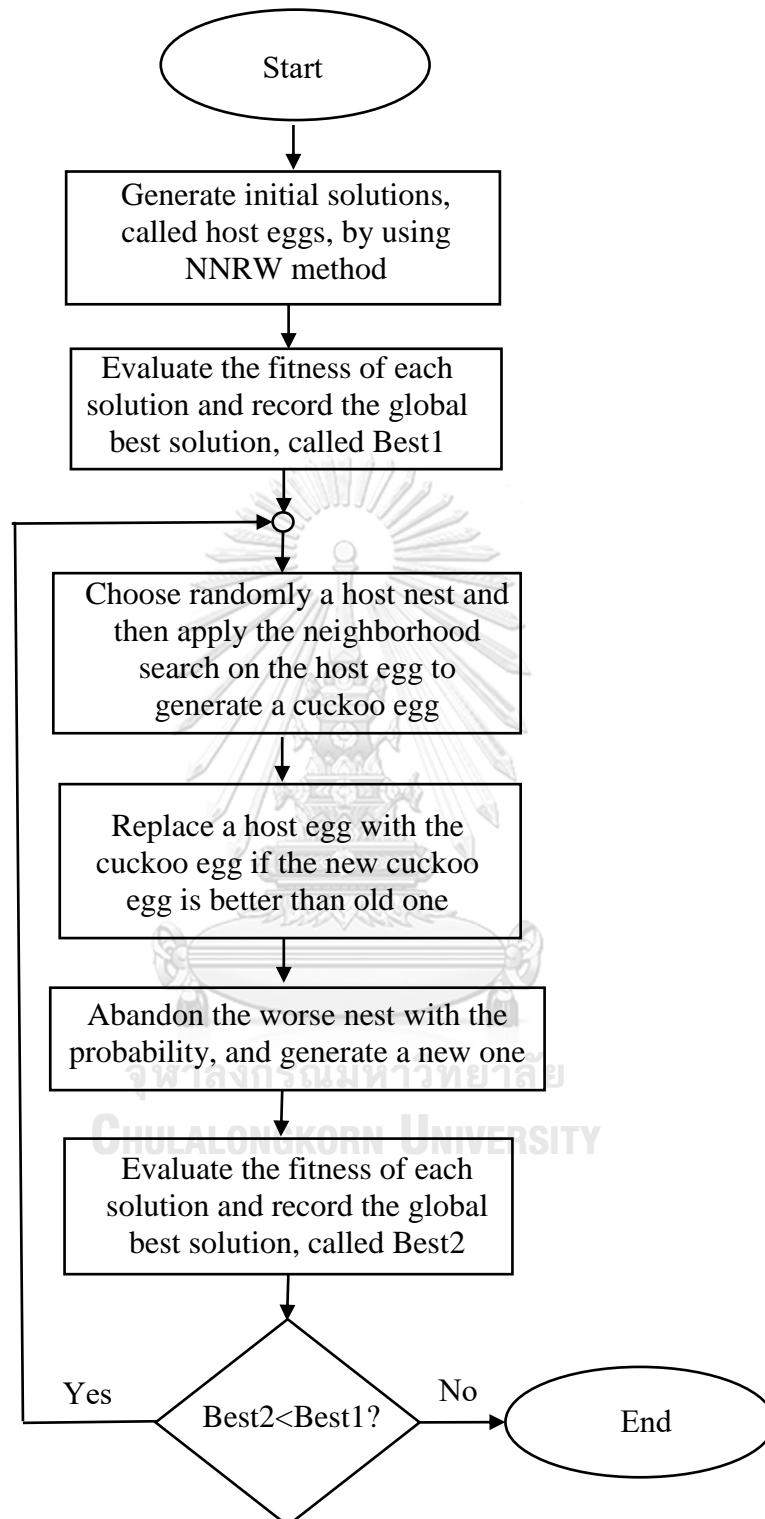 Start
Generate initial solutions,
called host eggs, by using
NNRW method
Evaluate the fitness of each
solution and record the global
best solution, called Best1
Choose randomly a host nest and
then apply the neighborhood
search on the host egg to
generate a cuckoo egg
Replace a host egg with the
cuckoo egg if the new cuckoo
egg is better than old one
Abandon the worse nest with the
probability, and generate a new one
จุฬาลงกรณ์มหาวิทยาลัย
CHULALONGKORN UNIVERSITY
Evaluate the fitness of each
solution and record the global
best solution, called Best2
Yes
Best2<Best1?
No
End